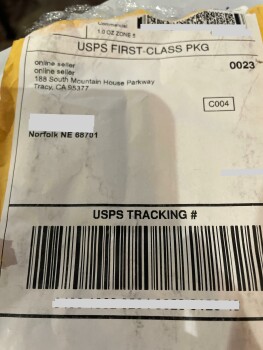 1.0 OZ ZONE 6
USPS FIRST-CLASS PKG
online seller
online seller
188 South Mountain House Parkway
Tracy, CA 95377
0023
C004
Norfolk NE 68701
USPS TRACKING #